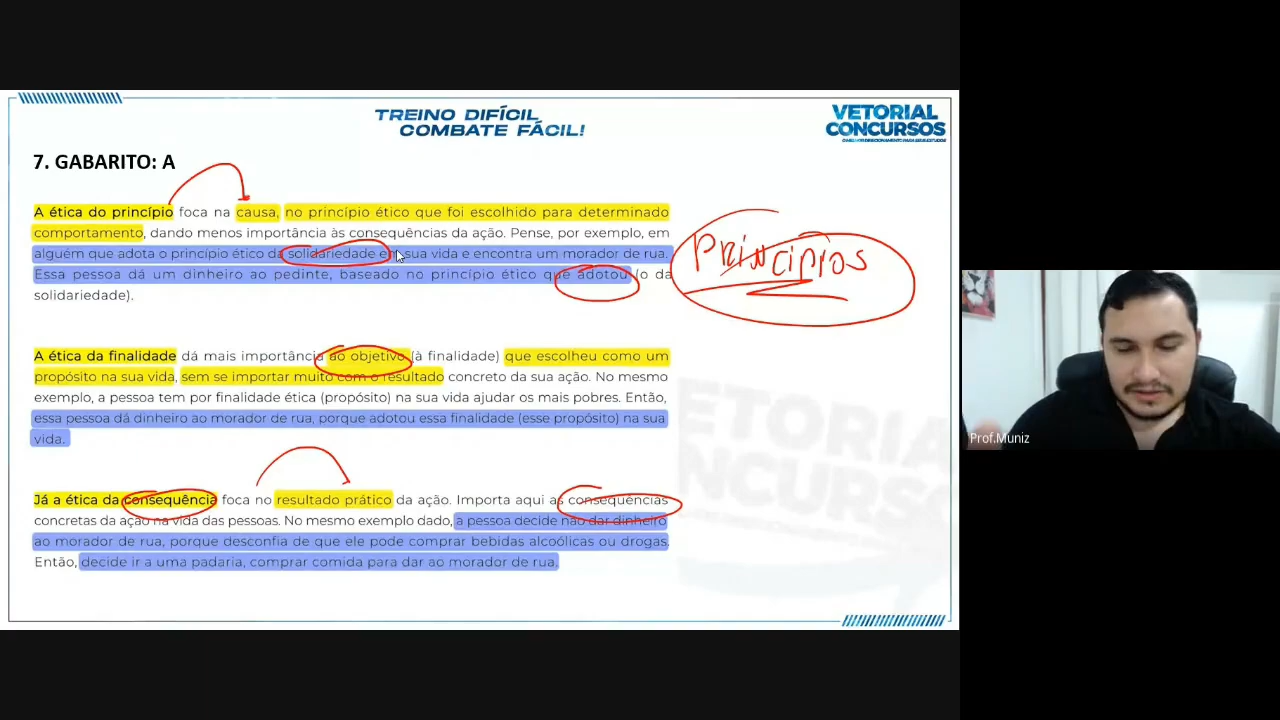 TREINO DIFÍCIL
COMBATE FÁCIL!
VETORIAL
CONCURSOS
7. GABARITO: A
A ética do princípio foca na causa, no princípio ético que foi escolhido para determinado
comportamento, dando menos importância às consequências da ação. Pense, por exemplo, em
alguém que adota o princípio ético da solidariedade em sua vida e encontra um morador de rua.
Essa pessoa dá um dinheiro ao pedinte, baseado no princípio ético que adotou (o da
solidariedade).
PRINCIPIOS
A ética da finalidade dá mais importância ao objetivo (à finalidade) que escolheu como um
propósito na sua vida, sem se importar muito com o resultado concreto da sua ação. No mesmo
exemplo, a pessoa tem por finalidade ética (propósito) na sua vida ajudar os mais pobres. Então,
essa pessoa dá dinheiro ao morador de rua, porque adotou essa finalidade (esse propósito) na sua
vida.
Já a ética da consequência foca no resultado prático da ação. Importa aqui as consequências
concretas da ação na vida das pessoas. No mesmo exemplo dado, a pessoa decide não dar dinheiro
ao morador de rua, porque desconfia de que ele pode comprar bebidas alcoólicas ou drogas.
Então, decide ir a uma padaria, comprar comida para dar ao morador de rua.
ETORIAL
CONCURSOS
Prof.Muniz